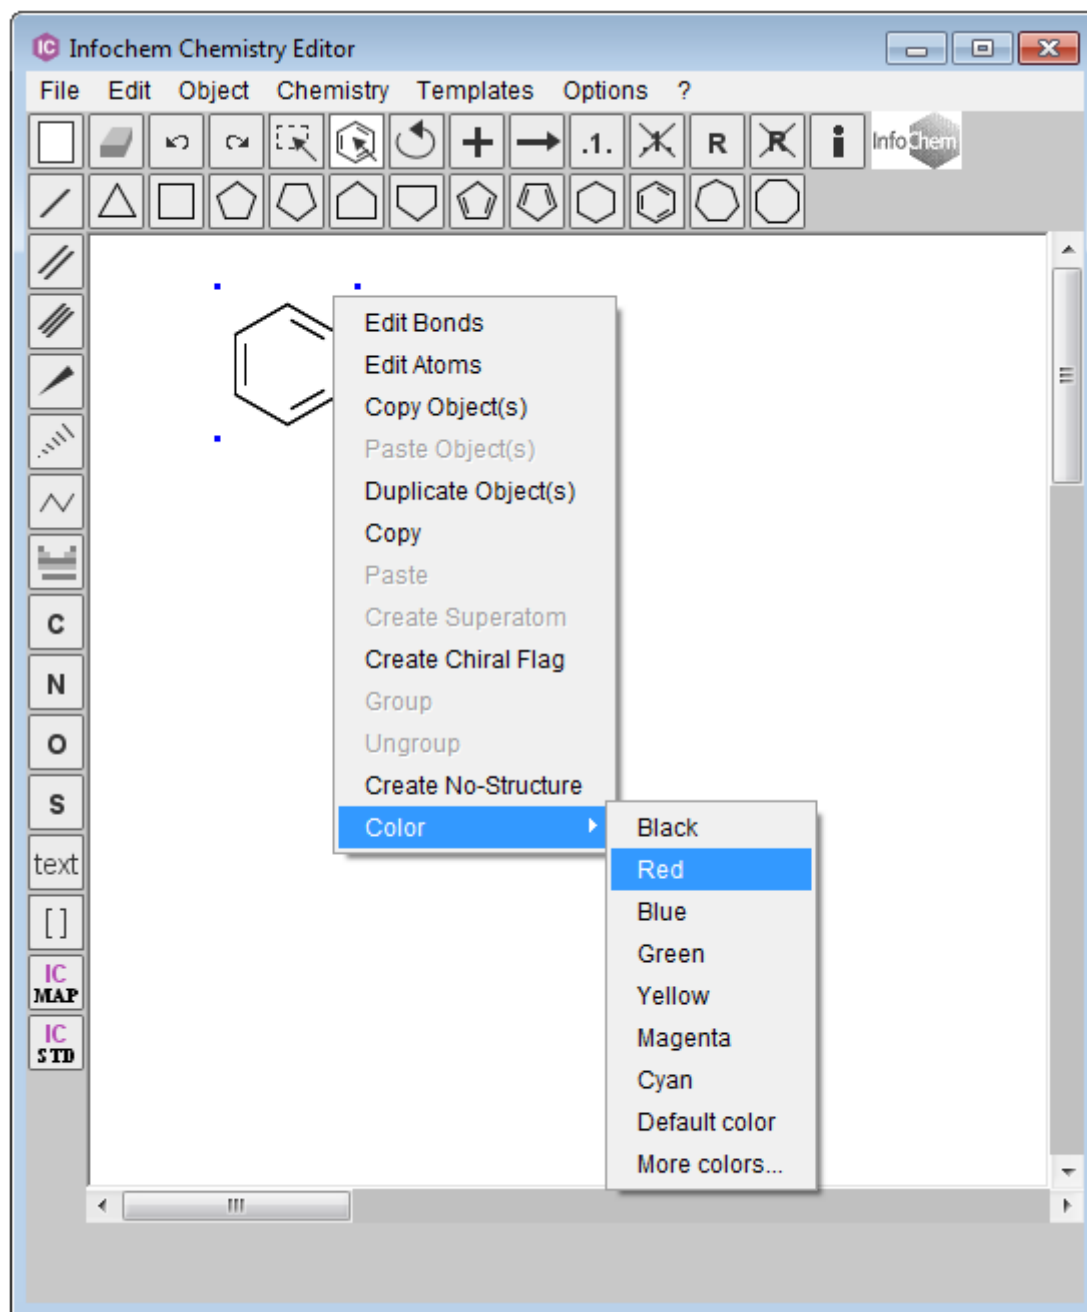 IC Infochem Chemistry Editor
File Edit Object Chemistry Templates Options ?
.1. 1 R R i InfoChem
Edit Bonds
Edit Atoms
Copy Object(s)
Paste Object(s)
Duplicate Object(s)
Copy
Paste
Create Superatom
Create Chiral Flag
Group
Ungroup
Create No-Structure
Color
Black
Red
Blue
Green
Yellow
Magenta
Cyan
Default color
More colors...
C
N
O
S
text
[ ]
IC
MAP
IC
STD